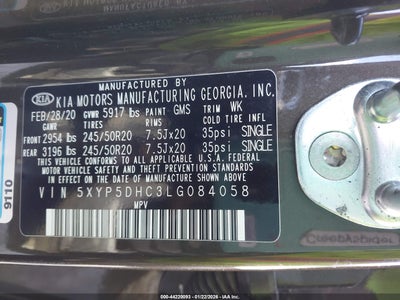 MANUFACTURED BY
KIA KIA MOTORS MANUFACTURING GEORGIA, INC.
FEB/28/20 GVWR 5917 lbs PAINT GMS TRIM WK
GAWR TIRES RIMS COLD TIRE INFL.PR.
FRONT 2954 lbs 245/50R20 7.5Jx20 35psi SINGLE
REAR 3196 lbs 245/50R20 7.5Jx20 35psi SINGLE
THIS VEHICLE CONFORMS TO ALL APPLICABLE U.S. FEDERAL
MOTOR VEHICLE SAFETY AND THEFT PREVENTION STANDARDS
IN EFFECT ON THE DATE OF MANUFACTURE SHOWN ABOVE.
VIN 5XYP5DHC3LG084058
MPV
9110
000-44220093 - 01/22/2026 - IAA Inc.